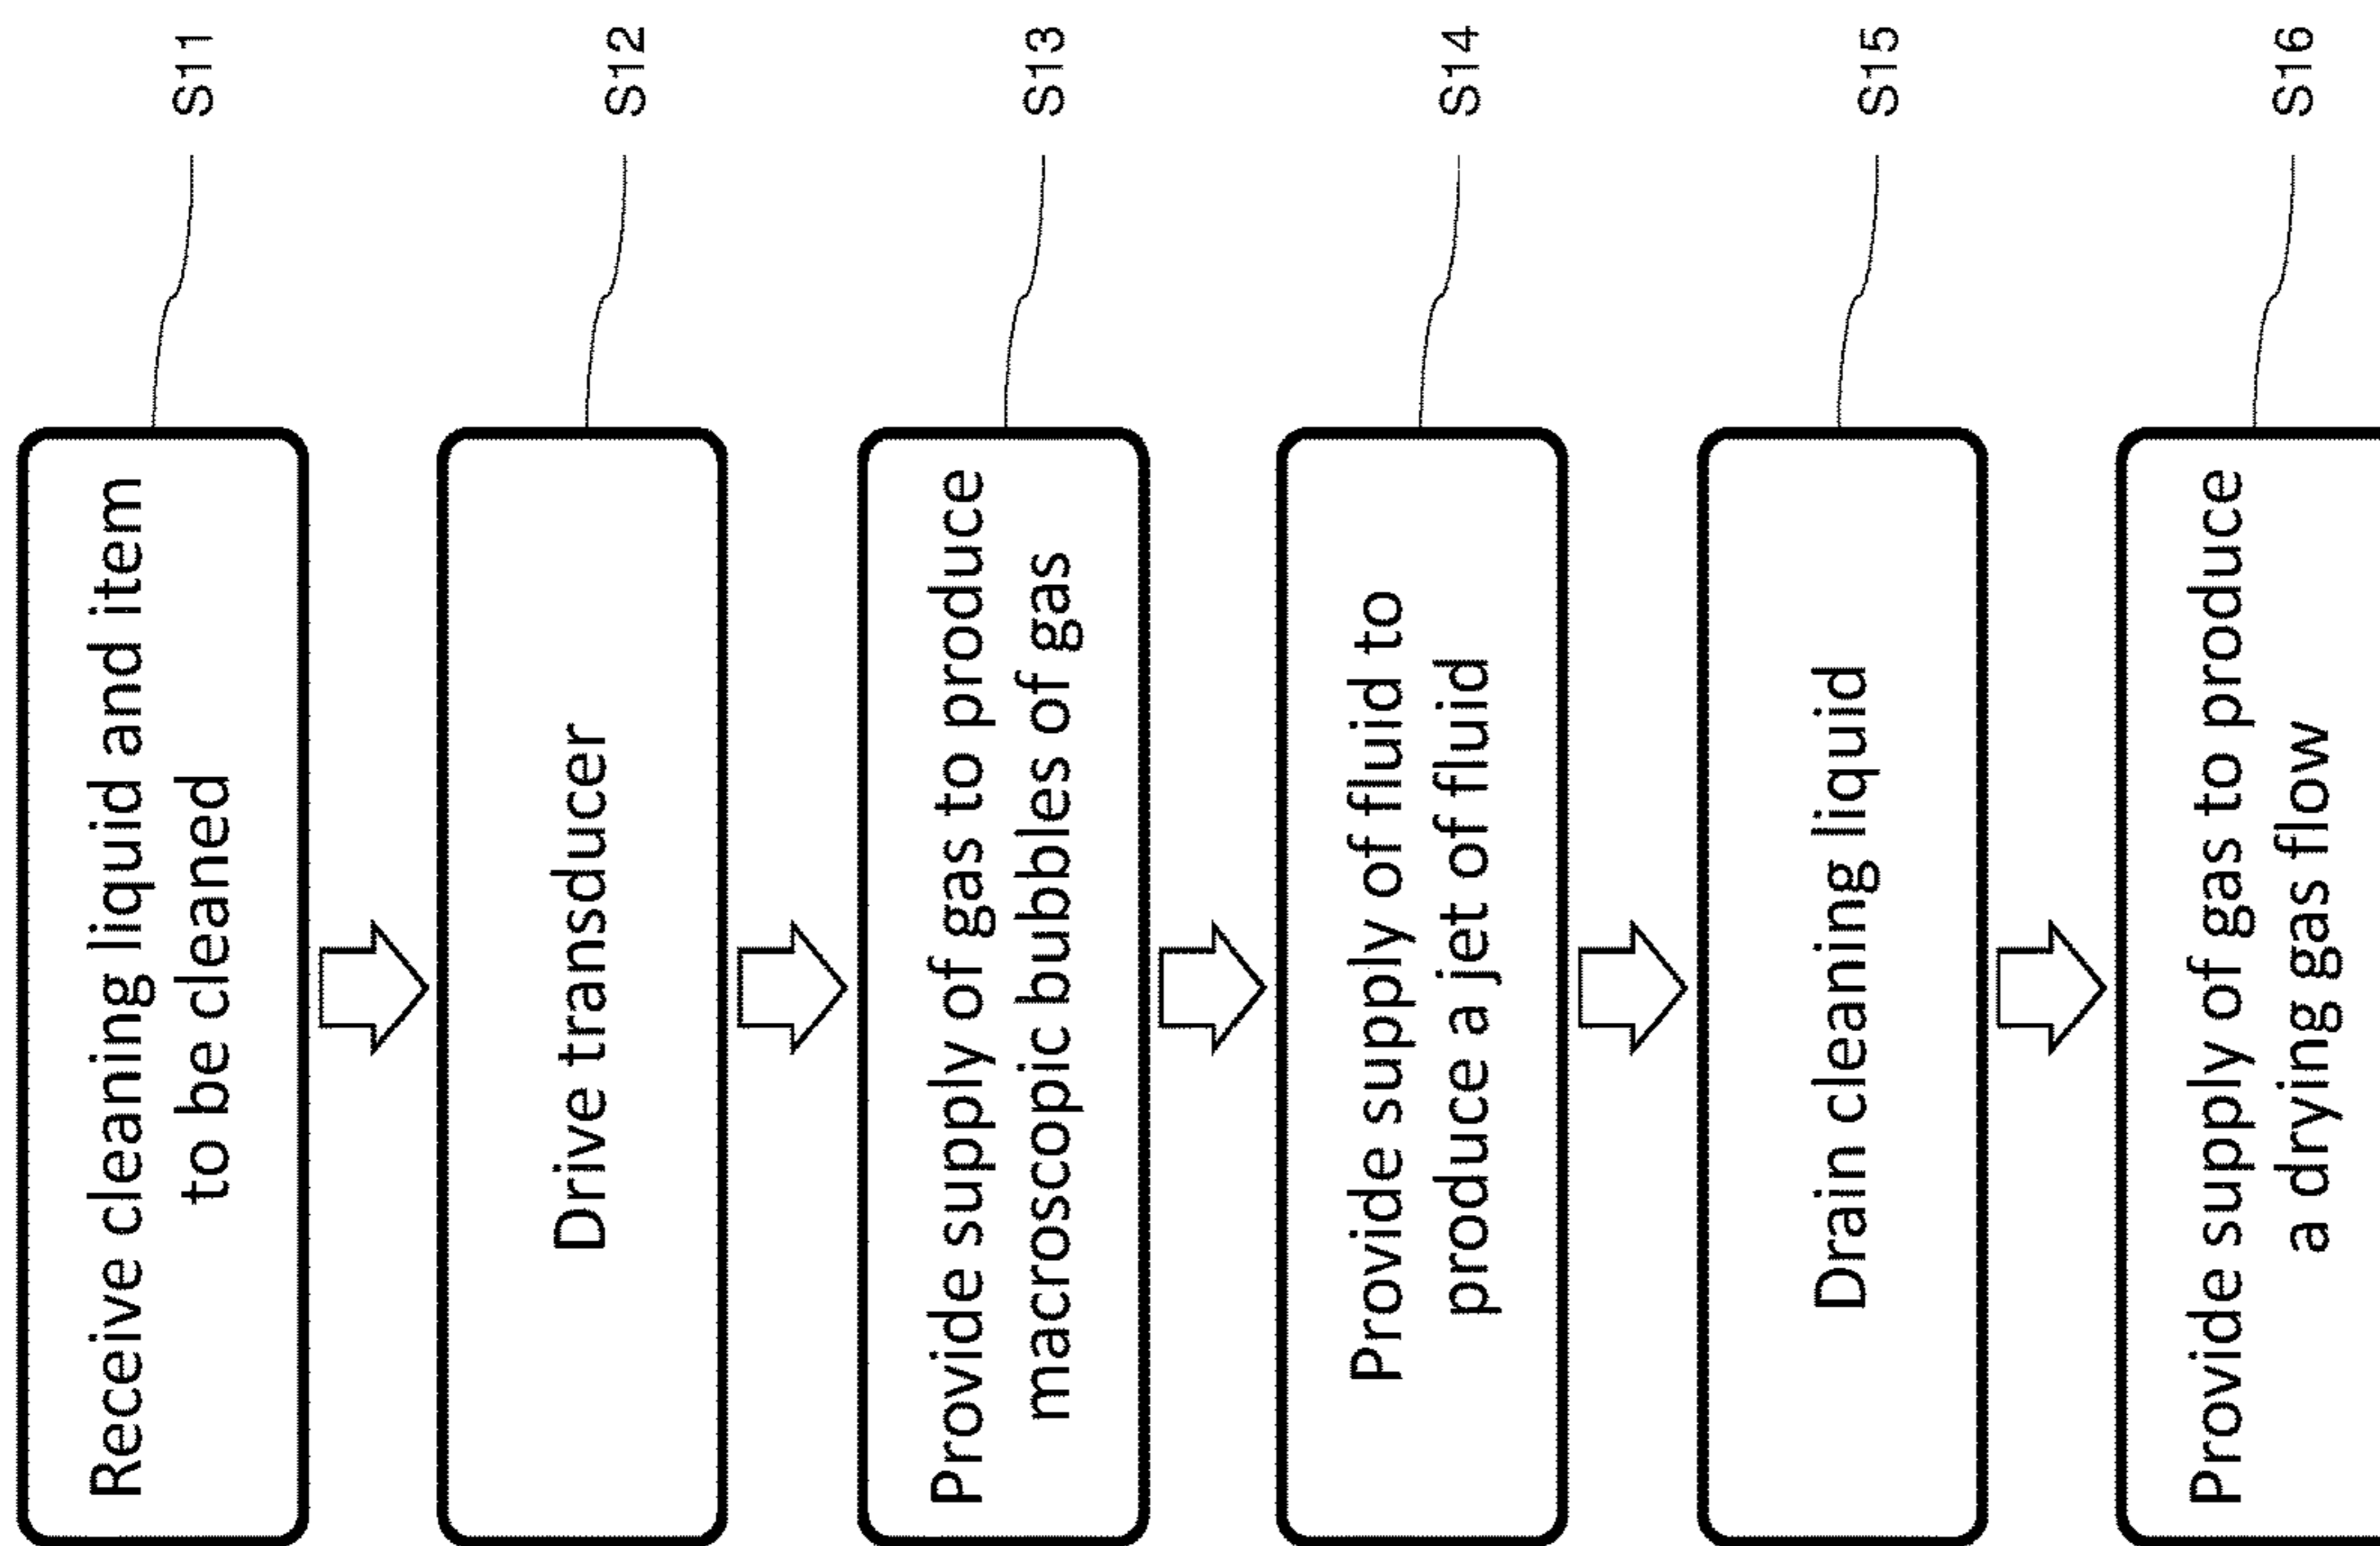 Receive cleaning liquid and item
to be cleaned
S11
Drive transducer
S12
Provide supply of gas to produce
macroscopic bubbles of gas
S13
Provide supply of fluid to
produce a jet of fluid
S14
Drain cleaning liquid
S15
Provide supply of gas to produce
a drying gas flow
S16